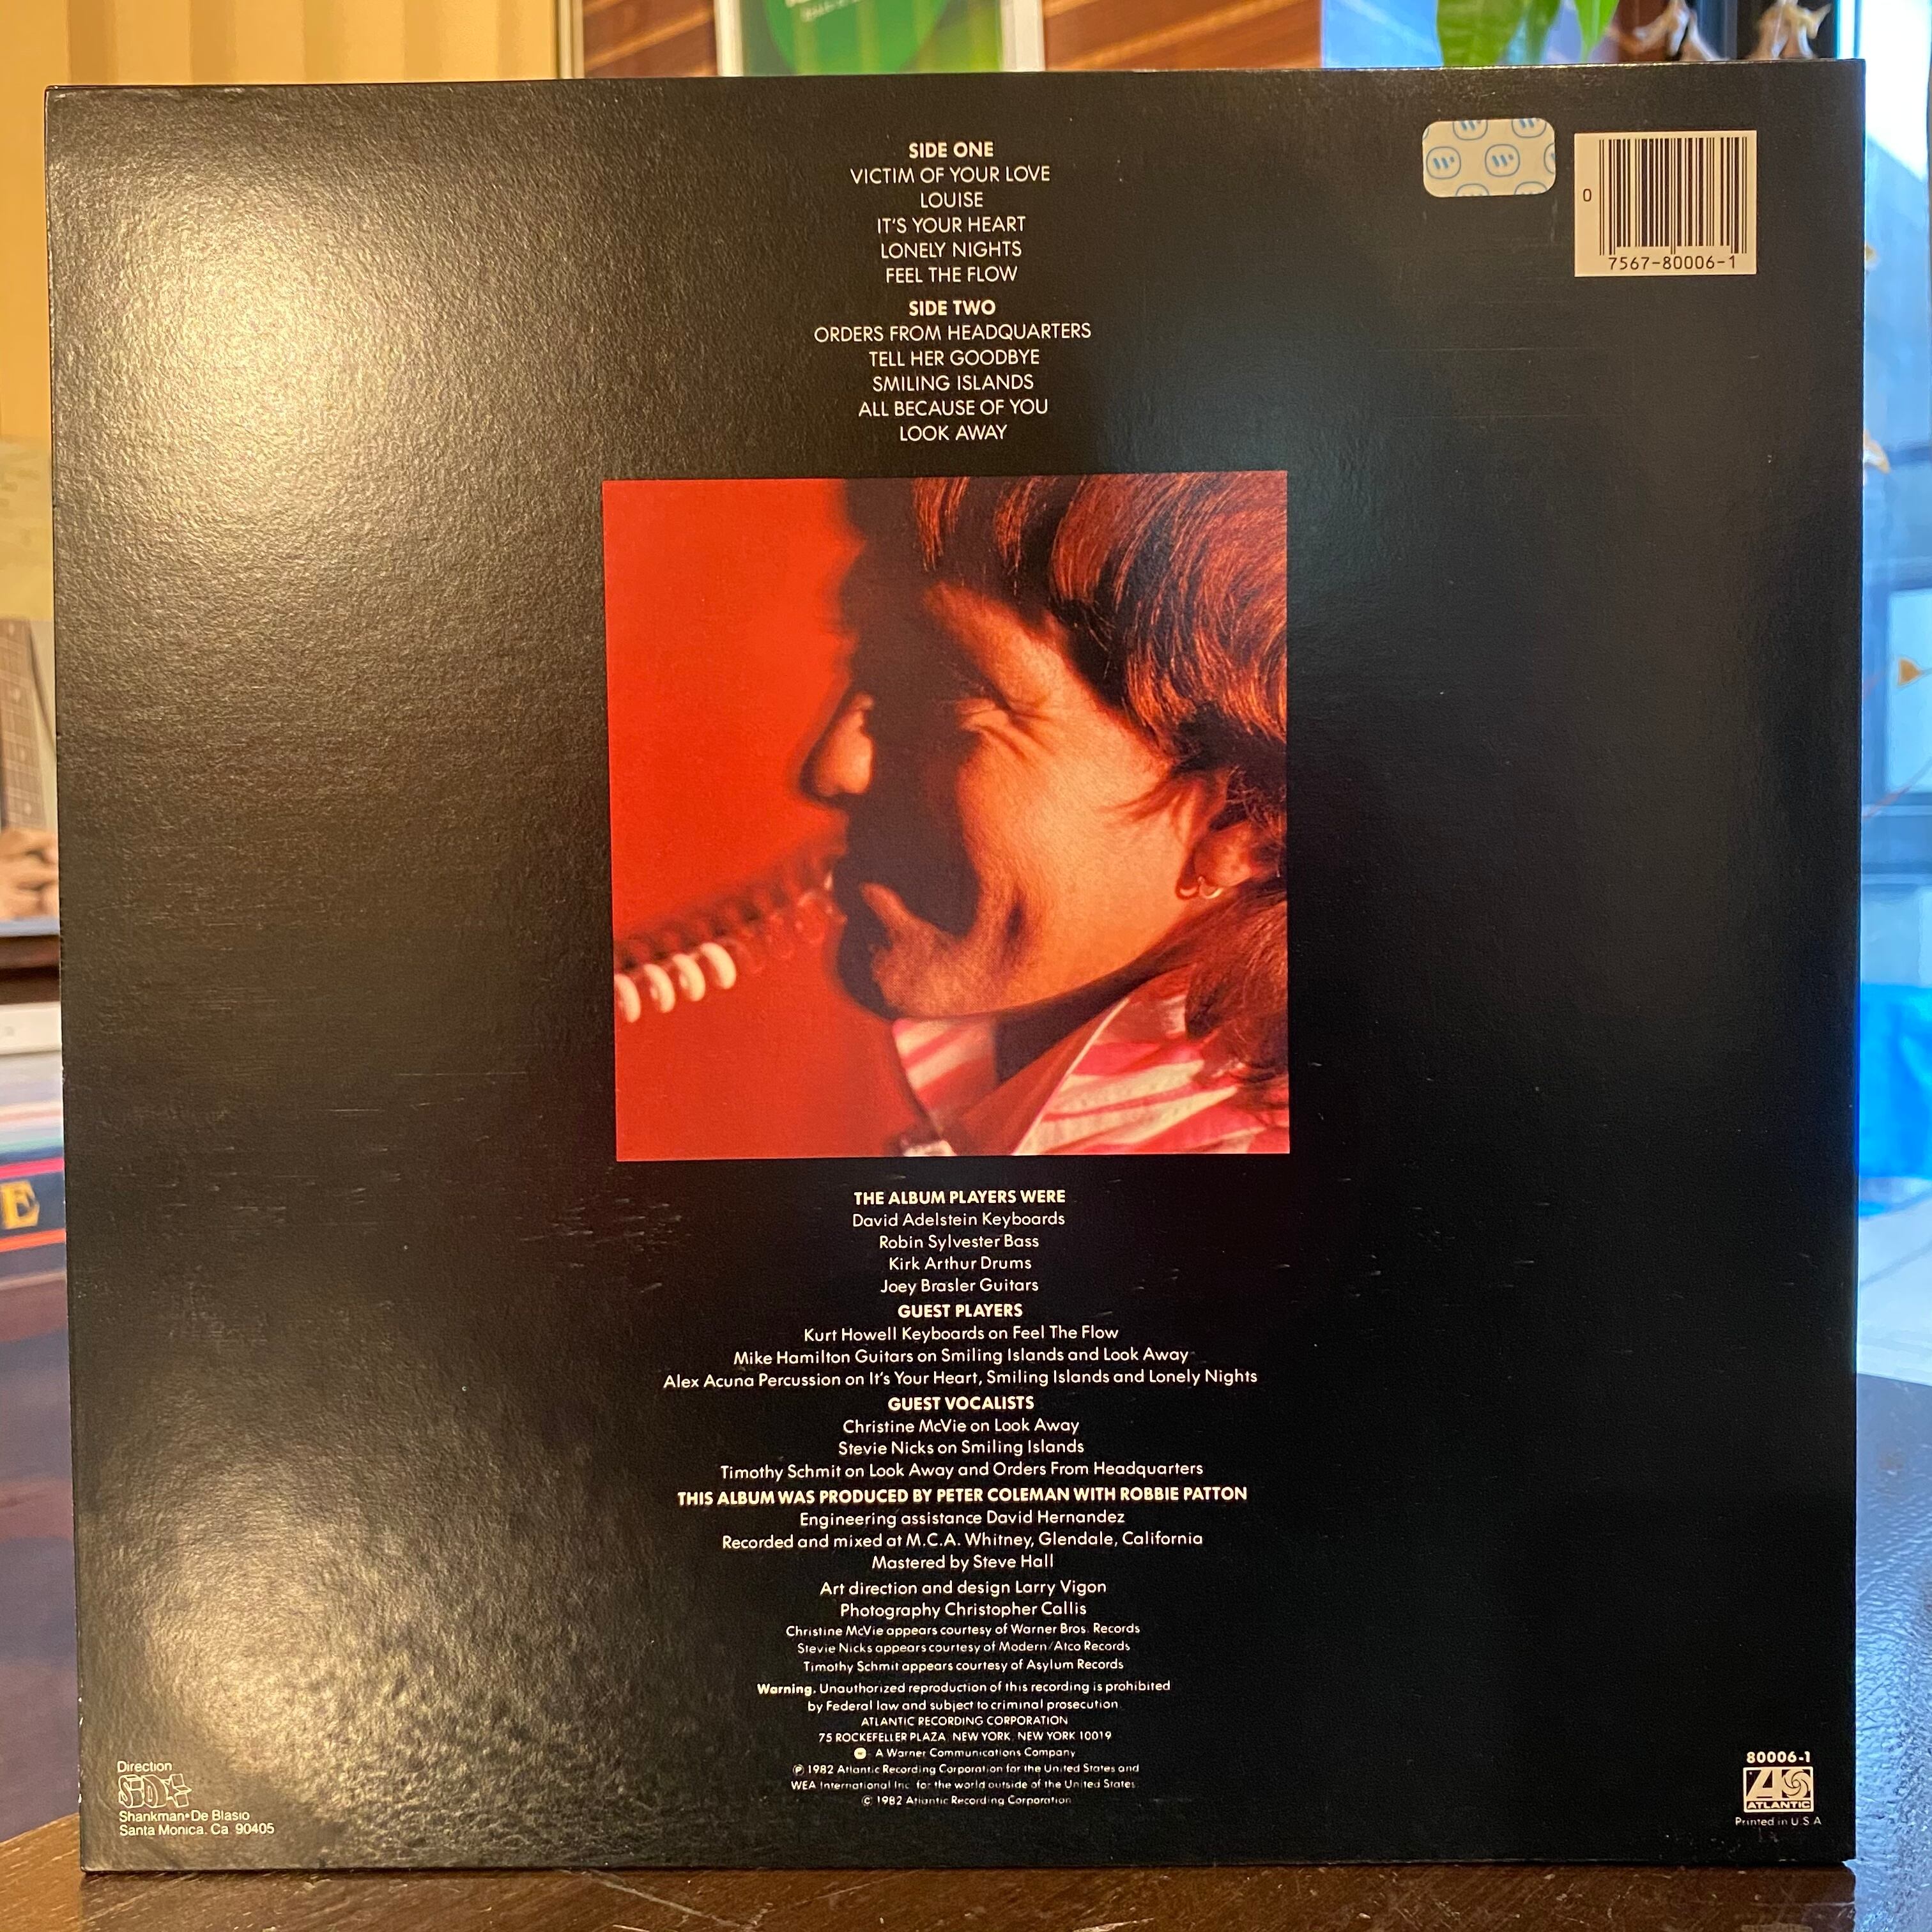 SIDE ONE
VICTIM OF YOUR LOVE
LOUISE
IT'S YOUR HEART
LONELY NIGHTS
FEEL THE FLOW
SIDE TWO
ORDERS FROM HEADQUARTERS
TELL HER GOODBYE
SMILING ISLANDS
ALL BECAUSE OF YOU
LOOK AWAY
0
7567-80006-1
THE ALBUM PLAYERS WERE
David Adelstein Keyboards
Robin Sylvester Bass
Kirk Arthur Drums
Joey Brasler Guitars
GUEST PLAYERS
Kurt Howell Keyboards on Feel The Flow
Mike Hamilton Guitars on Smiling Islands and Look Away
Alex Acuna Percussion on It's Your Heart, Smiling Islands and Lonely Nights
GUEST VOCALISTS
Christine McVie on Look Away
Stevie Nicks on Smiling Islands
Timothy Schmit on Look Away and Orders From Headquarters
THIS ALBUM WAS PRODUCED BY PETER COLEMAN WITH ROBBIE PATTON
Engineering assistance David Hernandez
Recorded and mixed at M.C.A. Whitney, Glendale, California
Mastered by Steve Hall
Art direction and design Larry Vigon
Photography Christopher Callis
Christine McVie appears courtesy of Warner Bros. Records
Stevie Nicks appears courtesy of Modern/Atco Records
Timothy Schmit appears courtesy of Asylum Records
Warning. Unauthorized reproduction of this recording is prohibited
by Federal law and subject to criminal prosecution.
ATLANTIC RECORDING CORPORATION
75 ROCKEFELLER PLAZA, NEW YORK, NEW YORK 10019
A Warner Communications Company
℗ 1982 Atlantic Recording Corporation for the United States and
WEA International Inc. for the world outside of the United States.
© 1982 Atlantic Recording Corporation
Direction
Shankman•De Blasio
Santa Monica. Ca 90405
80006-1
ATLANTIC
Printed in U.S.A
E